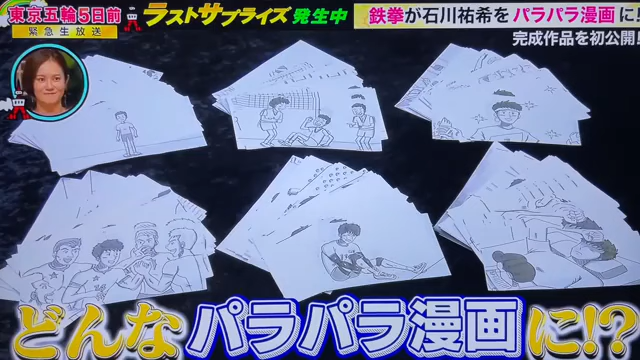 東京五輪5日前
緊急生放送
ラストサプライズ発生中
鉄拳が石川祐希をパラパラ漫画に
完成作品を初公開!
どんなパラパラ漫画に!?